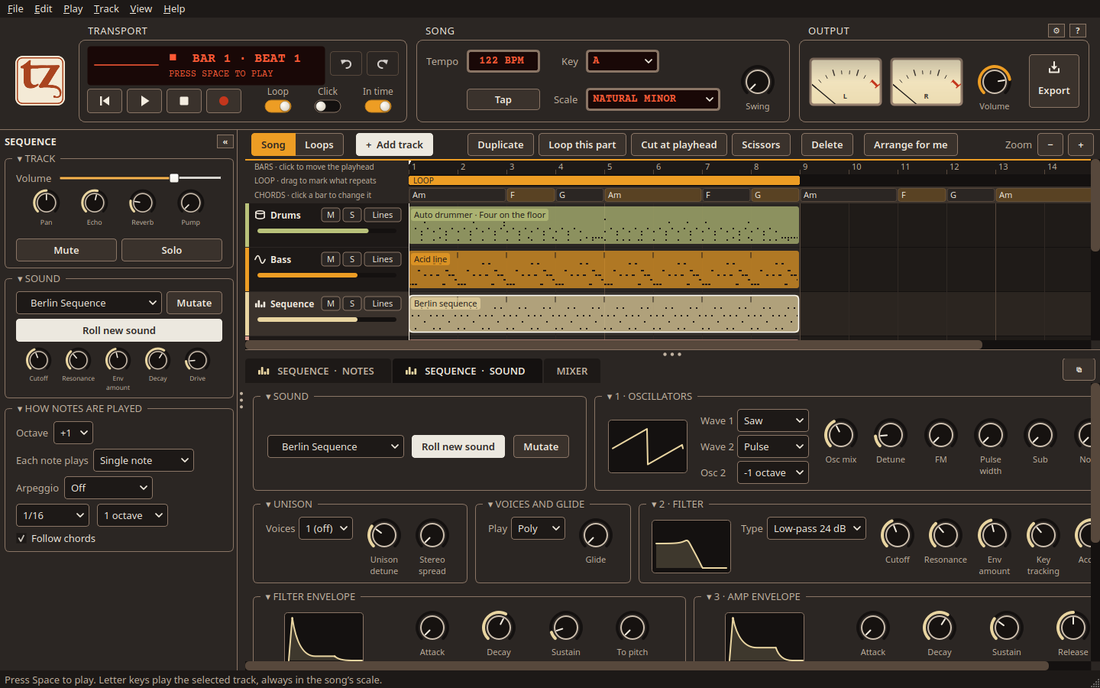 File Edit Play Track View Help
TRANSPORT
SONG
OUTPUT
⚙ ?
tz
BAR 1 · BEAT 1
PRESS SPACE TO PLAY
Loop Click In time
Tempo 122 BPM Key A
Tap Scale NATURAL MINOR
Swing
L R
Volume
Export
SEQUENCE «
▾ TRACK
Volume
Pan Echo Reverb Pump
Mute Solo
▾ SOUND
Berlin Sequence Mutate
Roll new sound
Cutoff Resonance Env amount Decay Drive
▾ HOW NOTES ARE PLAYED
Octave +1
Each note plays Single note
Arpeggio Off
1/16 1 octave
✓ Follow chords
Song Loops + Add track Duplicate Loop this part Cut at playhead Scissors Delete Arrange for me Zoom − +
BARS · click to move the playhead 1 2 3 4 5 6 7 8 9 10 11 12 13 14
LOOP · drag to mark what repeats LOOP
CHORDS · click a bar to change it Am F G Am F G Am F G Am
Drums M S Lines Auto drummer · Four on the floor
Bass M S Lines Acid line
Sequence M S Lines Berlin sequence
SEQUENCE · NOTES SEQUENCE · SOUND MIXER
▾ SOUND
Berlin Sequence Roll new sound Mutate
▾ 1 · OSCILLATORS
Wave 1 Saw
Wave 2 Pulse
Osc 2 -1 octave
Osc mix Detune FM Pulse width Sub No
▾ UNISON
Voices 1 (off)
Unison detune Stereo spread
▾ VOICES AND GLIDE
Play Poly
Glide
▾ 2 · FILTER
Type Low-pass 24 dB
Cutoff Resonance Env amount Key tracking Acc
▾ FILTER ENVELOPE
Attack Decay Sustain To pitch
▾ 3 · AMP ENVELOPE
Attack Decay Sustain Release
Press Space to play. Letter keys play the selected track, always in the song's scale.